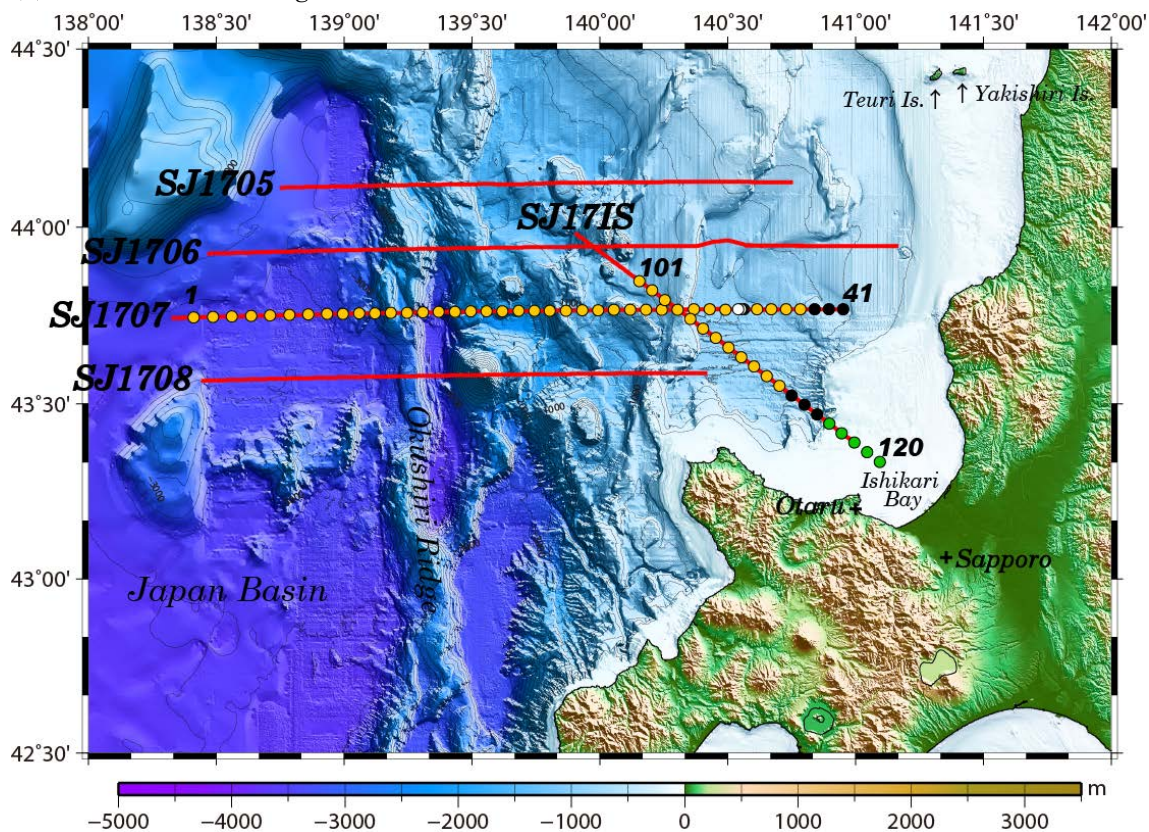 138°00' 138°30' 139°00' 139°30' 140°00' 140°30' 141°00' 141°30' 142°00'
44°30'
Teuri Is. ↑ ↑ Yakishiri Is.
SJ1705
SJ17IS
44°00'
SJ1706
101
1
41
SJ1707
SJ1708
43°30'
120
Ishikari
Bay
Otaru +
+ Sapporo
Okushiri Ridge
43°00'
Japan Basin
42°30'
m
−5000 −4000 −3000 −2000 −1000 0 1000 2000 3000